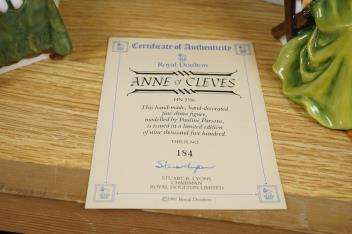 Certificate of Authenticity
Royal Doulton
ANNE of CLEVES
HN 3356
This hand-made, hand-decorated
fine china figure,
modelled by Pauline Parsons,
is issued in a limited edition
of nine thousand five hundred.
THIS IS NO.
184
STUART R. LYONS
CHAIRMAN
ROYAL DOULTON LIMITED
©1991 Royal Doulton